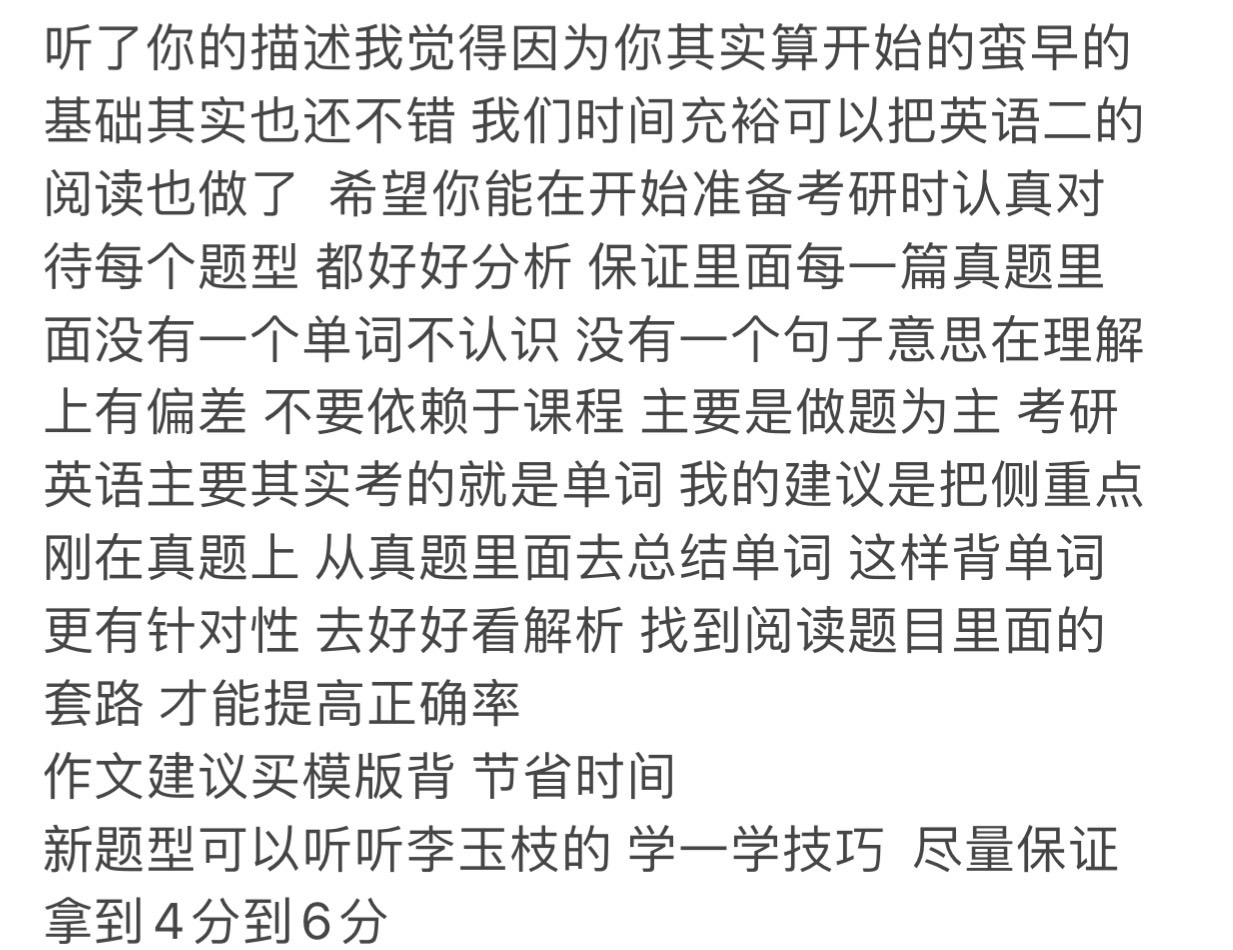 听了你的描述我觉得因为你其实算开始的蛮早的
基础其实也还不错 我们时间充裕可以把英语二的
阅读也做了  希望你能在开始准备考研时认真对
待每个题型 都好好分析 保证里面每一篇真题里
面没有一个单词不认识 没有一个句子意思在理解
上有偏差 不要依赖于课程 主要是做题为主 考研
英语主要其实考的就是单词 我的建议是把侧重点
刚在真题上 从真题里面去总结单词 这样背单词
更有针对性 去好好看解析 找到阅读题目里面的
套路 才能提高正确率
作文建议买模版背 节省时间
新题型可以听听李玉枝的 学一学技巧  尽量保证
拿到4分到6分